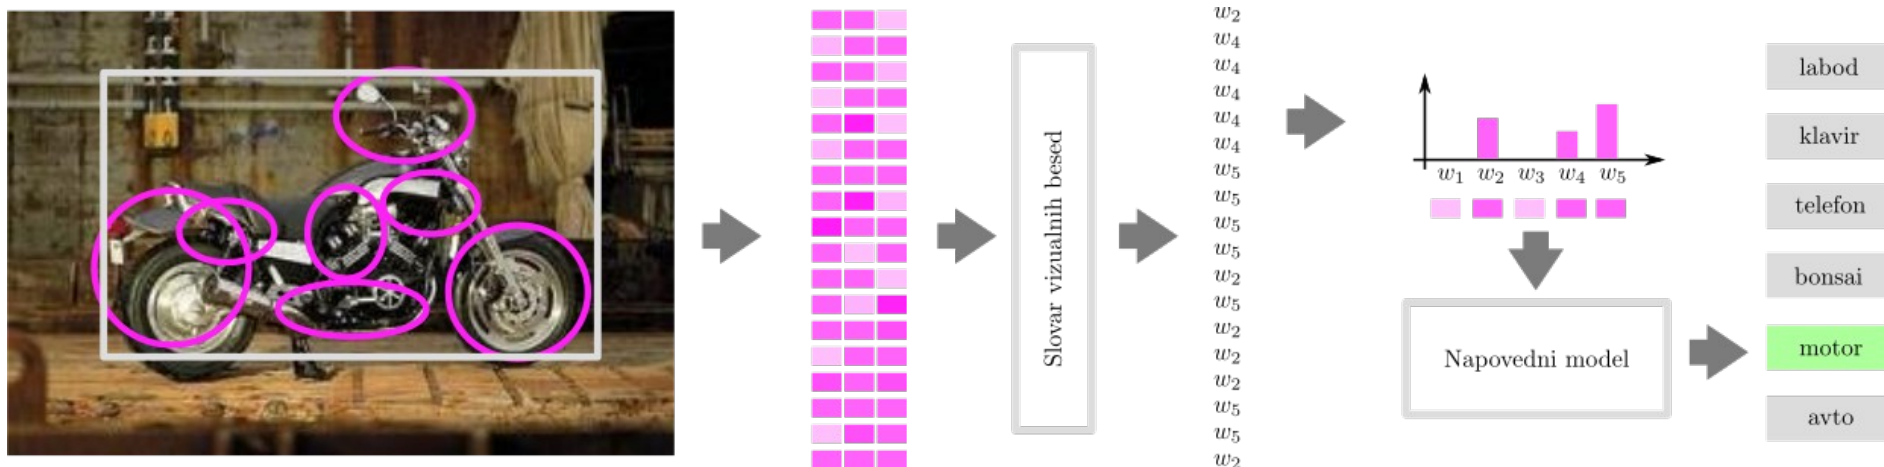 Slovar vizualnih besed
w2
w4
w4
w4
w4
w4
w5
w5
w5
w5
w2
w5
w2
w2
w2
w5
w5
w2
w1 w2 w3 w4 w5
Napovedni model
labod
klavir
telefon
bonsai
motor
avto